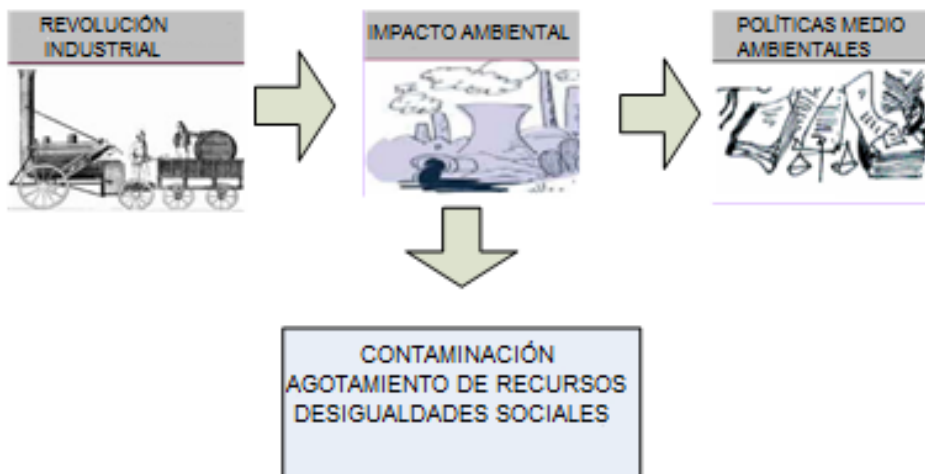 REVOLUCIÓN
INDUSTRIAL
IMPACTO AMBIENTAL
POLÍTICAS MEDIO
AMBIENTALES
CONTAMINACIÓN
AGOTAMIENTO DE RECURSOS
DESIGUALDADES SOCIALES